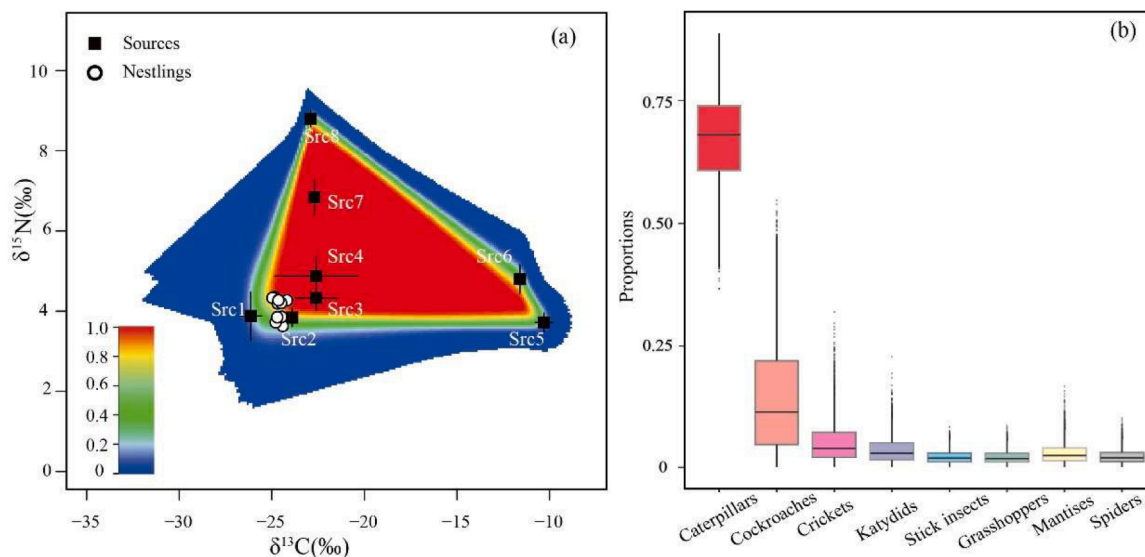 (a)
Sources
Nestlings
10
8
6
4
2
0
δ¹⁵N(‰)
Src8
Src7
Src4
Src6
Src1
Src3
Src2
Src5
1.0
0.8
0.6
0.4
0.2
0
−35
−30
−25
−20
−15
−10
δ¹³C(‰)
(b)
0.75
0.50
0.25
0
Proportions
Caterpillars
Cockroaches
Crickets
Katydids
Stick insects
Grasshoppers
Mantises
Spiders